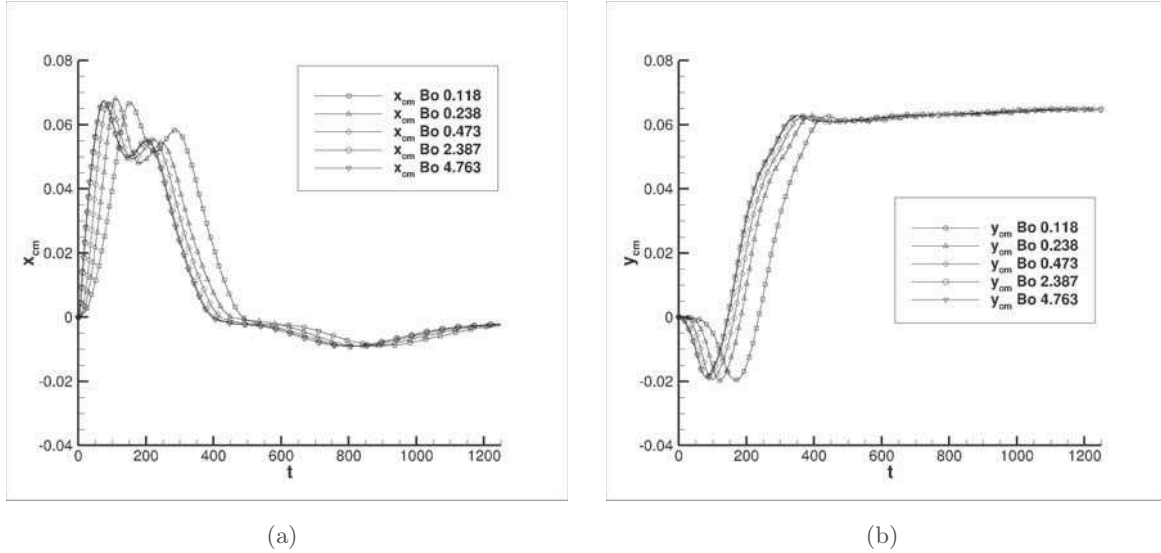 0.08
0.06
0.04
0.02
0
-0.02
-0.04
x_cm
0 200 400 600 800 1000 1200
t
x_cm Bo 0.118
x_cm Bo 0.238
x_cm Bo 0.473
x_cm Bo 2.387
x_cm Bo 4.763
(a)
0.08
0.06
0.04
0.02
0
-0.02
-0.04
y_cm
0 200 400 600 800 1000 1200
t
y_cm Bo 0.118
y_cm Bo 0.238
y_cm Bo 0.473
y_cm Bo 2.387
y_cm Bo 4.763
(b)